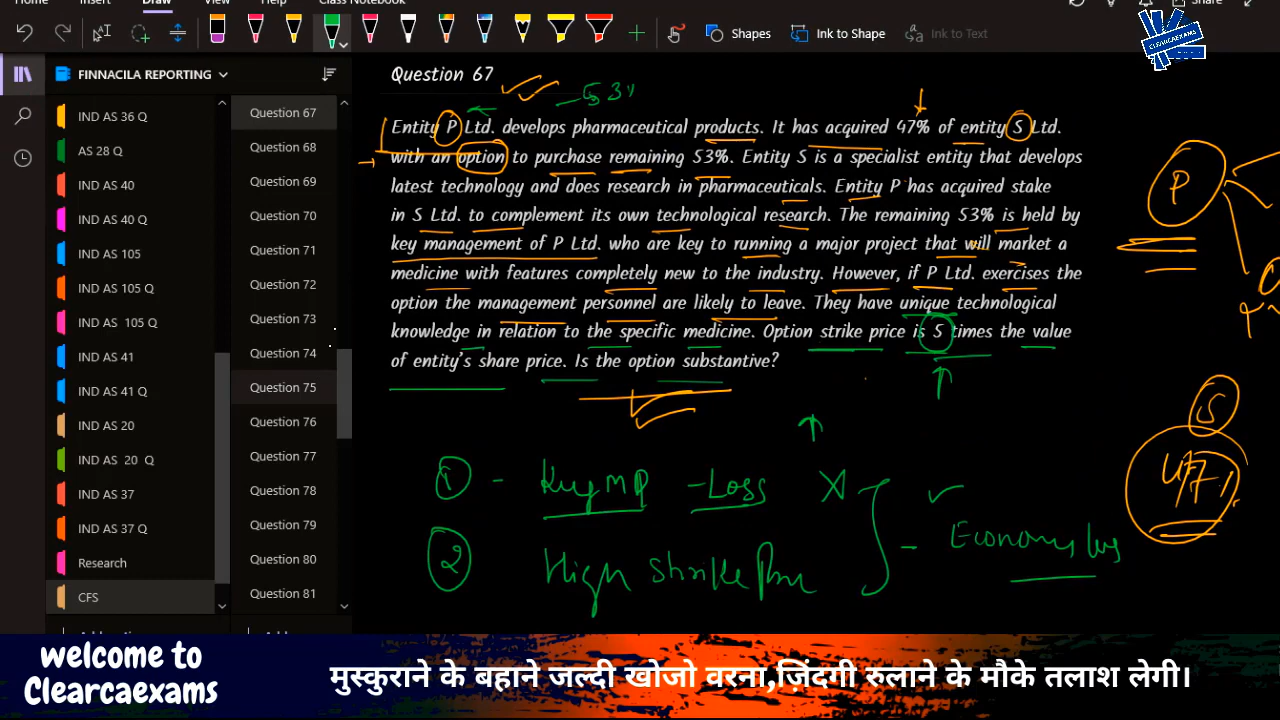 Home Insert Draw View Help Class Notebook Share
Shapes Ink to Shape Ink to Text
CLEARCAEXAMS
FINNACILA REPORTING
IND AS 36 Q
AS 28 Q
IND AS 40
IND AS 40 Q
IND AS 105
IND AS 105 Q
IND AS 105 Q
IND AS 41
IND AS 41 Q
IND AS 20
IND AS 20 Q
IND AS 37
IND AS 37 Q
Research
CFS
Question 67
Question 68
Question 69
Question 70
Question 71
Question 72
Question 73
Question 74
Question 75
Question 76
Question 77
Question 78
Question 79
Question 80
Question 81
Question 67
53%
Entity P Ltd. develops pharmaceutical products. It has acquired 47% of entity S Ltd.
with an option to purchase remaining 53%. Entity S is a specialist entity that develops
latest technology and does research in pharmaceuticals. Entity P has acquired stake
in S Ltd. to complement its own technological research. The remaining 53% is held by
key management of P Ltd. who are key to running a major project that will market a
medicine with features completely new to the industry. However, if P Ltd. exercises the
option the management personnel are likely to leave. They have unique technological
knowledge in relation to the specific medicine. Option strike price is 5 times the value
of entity's share price. Is the option substantive?
P
S
47%
1 - Key MP - Loss X
2 High Strike Price
- Economy
welcome to
Clearcaexams
मुस्कुराने के बहाने जल्दी खोजो वरना,ज़िंदगी रुलाने के मौके तलाश लेगी।